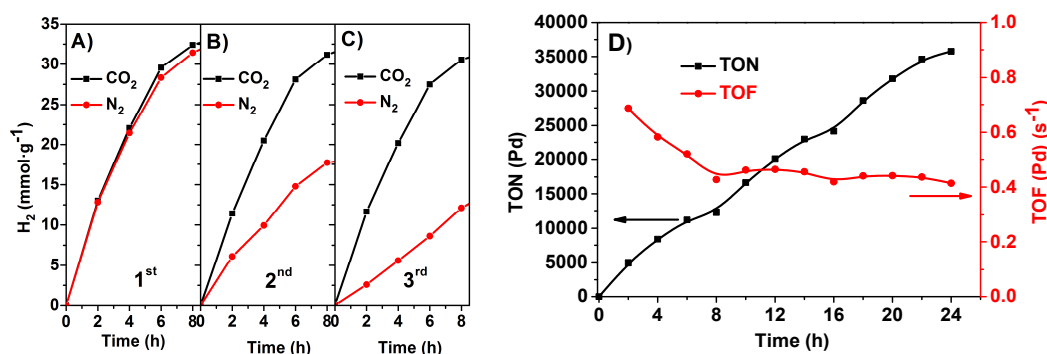 A)
B)
C)
CO₂
N₂
CO₂
N₂
CO₂
N₂
1ˢᵗ
2ⁿᵈ
3ʳᵈ
H₂ (mmol·g⁻¹)
35
30
25
20
15
10
5
0
0 2 4 6 8 0 2 4 6 8 0 2 4 6 8
Time (h) Time (h) Time (h)
D)
TON
TOF
TON (Pd)
40000
35000
30000
25000
20000
15000
10000
5000
0
0 4 8 12 16 20 24
Time (h)
1.0
0.8
0.6
0.4
0.2
0.0
TOF (Pd) (s⁻¹)